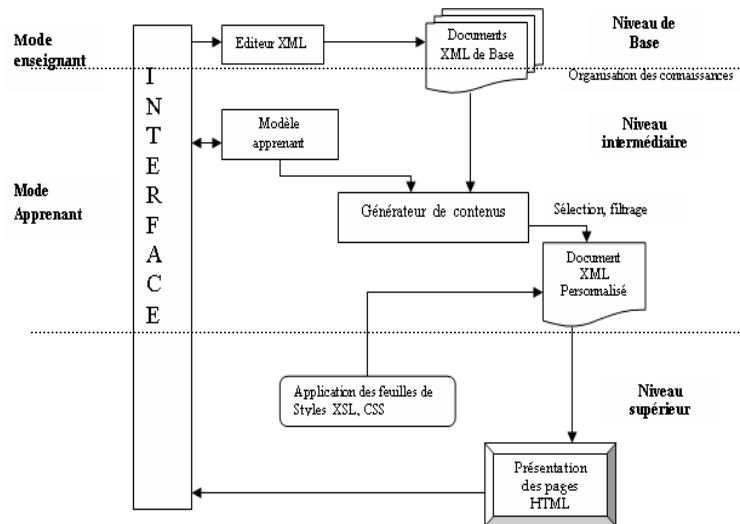 Mode
enseignant
INTERFACE
Editeur XML
Documents
XML de Base
Niveau de
Base
Organisation des connaissances
Modèle
apprenant
Niveau
intermédiaire
Mode
Apprenant
Générateur de contenus
Sélection, filtrage
Document
XML
Personnalisé
Application des feuilles de
Styles XSL, CSS
Niveau
supérieur
Présentation
des pages
HTML